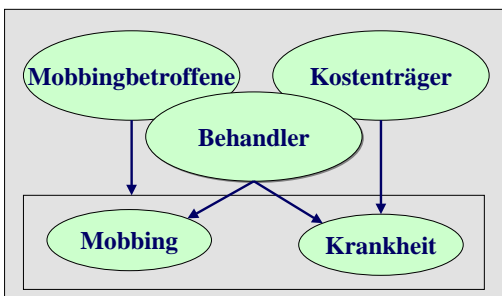 Mobbingbetroffene
Kostenträger
Behandler
Mobbing
Krankheit